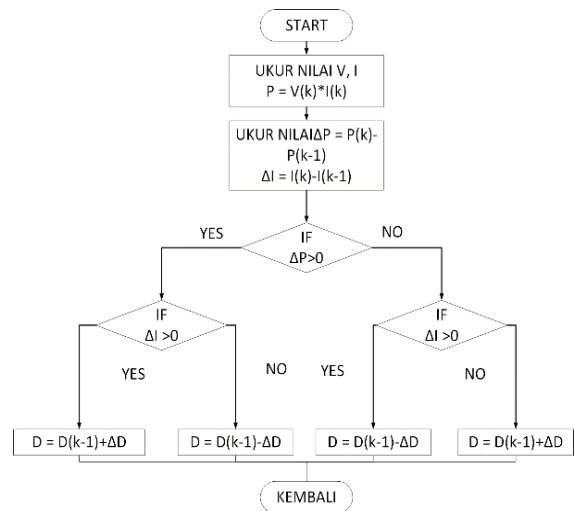 START
UKUR NILAI V, I
P = V(k)*I(k)
UKUR NILAIΔP = P(k)-
P(k-1)
ΔI = I(k)-I(k-1)
YES
IF
ΔP>0
NO
IF
ΔI >0
IF
ΔI >0
YES
NO
YES
NO
D = D(k-1)+ΔD
D = D(k-1)-ΔD
D = D(k-1)-ΔD
D = D(k-1)+ΔD
KEMBALI